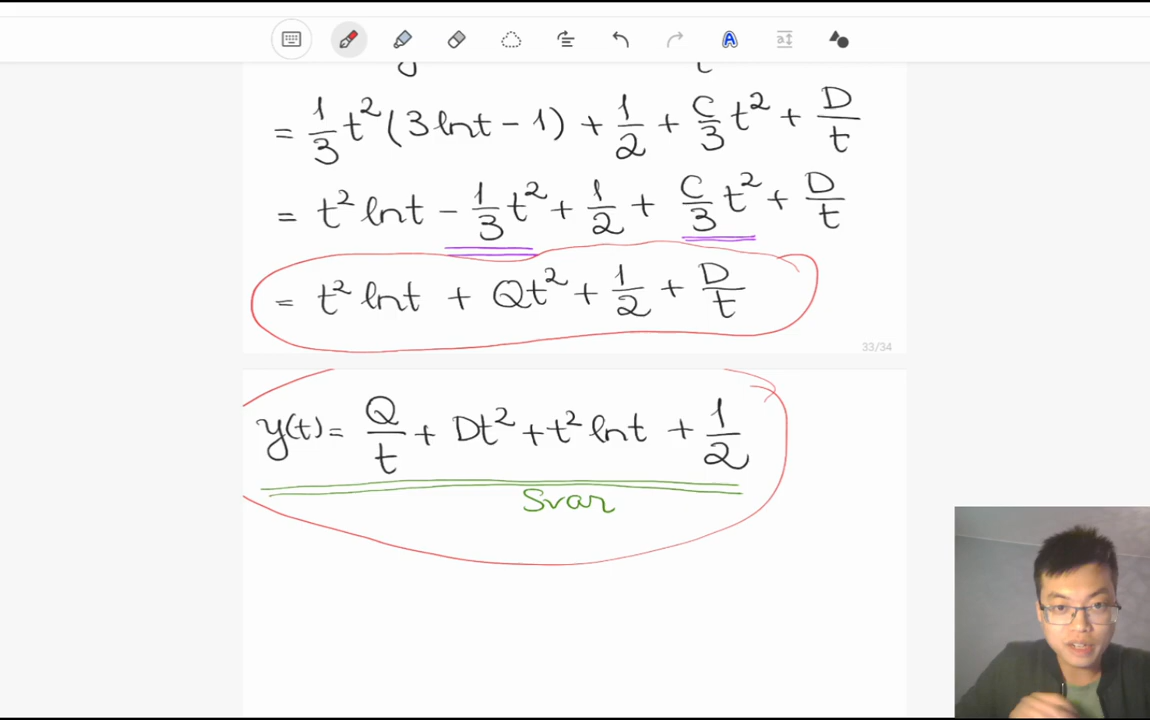 = 1/3 t² (3 ln t − 1) + 1/2 + C/3 t² + D/t
= t² ln t − 1/3 t² + 1/2 + C/3 t² + D/t
= t² ln t + Qt² + 1/2 + D/t
33/34
y(t) = Q/t + Dt² + t² ln t + 1/2
Svar